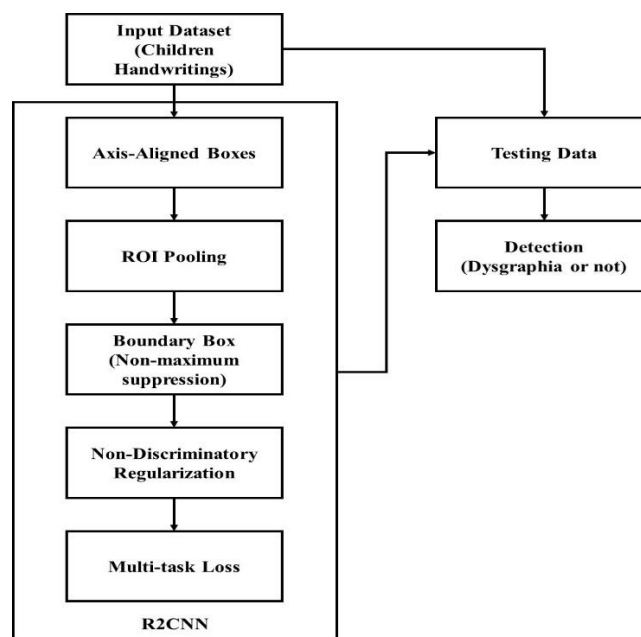 Input Dataset
(Children
Handwritings)
Axis-Aligned Boxes
Testing Data
ROI Pooling
Detection
(Dysgraphia or not)
Boundary Box
(Non-maximum
suppression)
Non-Discriminatory
Regularization
Multi-task Loss
R2CNN